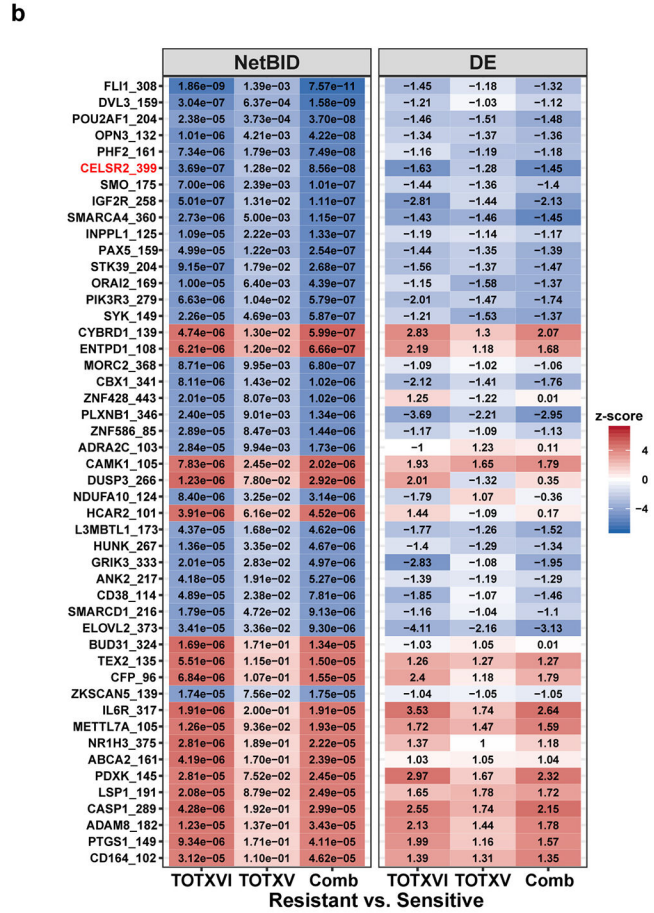 b
NetBID DE
FLI1_308 1.86e-09 1.39e-03 7.57e-11 −1.45 −1.18 −1.32
DVL3_159 3.04e-07 6.37e-04 1.58e-09 −1.21 −1.03 −1.12
POU2AF1_204 2.38e-05 3.73e-04 3.70e-08 −1.46 −1.51 −1.48
OPN3_132 1.01e-06 4.21e-03 4.22e-08 −1.34 −1.37 −1.36
PHF2_161 7.34e-06 1.79e-03 7.49e-08 −1.16 −1.19 −1.18
CELSR2_399 3.69e-07 1.28e-02 8.56e-08 −1.63 −1.28 −1.45
SMO_175 7.00e-06 2.39e-03 1.01e-07 −1.44 −1.36 −1.4
IGF2R_258 5.01e-07 1.31e-02 1.11e-07 −2.81 −1.44 −2.13
SMARCA4_360 2.73e-06 5.00e-03 1.15e-07 −1.43 −1.46 −1.45
INPPL1_125 1.09e-05 2.22e-03 1.33e-07 −1.19 −1.14 −1.17
PAX5_159 4.99e-05 1.22e-03 2.54e-07 −1.44 −1.35 −1.39
STK39_204 9.15e-07 1.79e-02 2.68e-07 −1.56 −1.37 −1.47
ORAI2_169 1.00e-05 6.40e-03 4.39e-07 −1.15 −1.58 −1.37
PIK3R3_279 6.63e-06 1.04e-02 5.79e-07 −2.01 −1.47 −1.74
SYK_149 2.26e-05 4.69e-03 5.87e-07 −1.21 −1.53 −1.37
CYBRD1_139 4.74e-06 1.30e-02 5.99e-07 2.83 1.3 2.07
ENTPD1_108 6.21e-06 1.20e-02 6.66e-07 2.19 1.18 1.68
MORC2_368 8.71e-06 9.95e-03 6.80e-07 −1.09 −1.02 −1.06
CBX1_341 8.11e-06 1.43e-02 1.02e-06 −2.12 −1.41 −1.76
ZNF428_443 2.01e-05 8.07e-03 1.02e-06 1.25 −1.22 0.01
PLXNB1_346 2.40e-05 9.01e-03 1.34e-06 −3.69 −2.21 −2.95
ZNF586_85 2.89e-05 8.47e-03 1.44e-06 −1.17 −1.09 −1.13
ADRA2C_103 2.84e-05 9.94e-03 1.73e-06 −1 1.23 0.11
CAMK1_105 7.83e-06 2.45e-02 2.02e-06 1.93 1.65 1.79
DUSP3_266 1.23e-06 7.80e-02 2.92e-06 2.01 −1.32 0.35
NDUFA10_124 8.40e-06 3.25e-02 3.14e-06 −1.79 1.07 −0.36
HCAR2_101 3.91e-06 6.16e-02 4.52e-06 1.44 −1.09 0.17
L3MBTL1_173 4.37e-05 1.68e-02 4.62e-06 −1.77 −1.26 −1.52
HUNK_267 1.36e-05 3.35e-02 4.67e-06 −1.4 −1.29 −1.34
GRIK3_333 2.01e-05 2.83e-02 4.97e-06 −2.83 −1.08 −1.95
ANK2_217 4.18e-05 1.91e-02 5.27e-06 −1.39 −1.19 −1.29
CD38_114 4.89e-05 2.38e-02 7.81e-06 −1.85 −1.07 −1.46
SMARCD1_216 1.79e-05 4.72e-02 9.13e-06 −1.16 −1.04 −1.1
ELOVL2_373 3.41e-05 3.36e-02 9.30e-06 −4.11 −2.16 −3.13
BUD31_324 1.69e-06 1.71e-01 1.34e-05 −1.03 1.05 0.01
TEX2_135 5.51e-06 1.15e-01 1.50e-05 1.26 1.27 1.27
CFP_96 6.84e-06 1.07e-01 1.55e-05 2.4 1.18 1.79
ZKSCAN5_139 1.74e-05 7.56e-02 1.75e-05 −1.04 −1.05 −1.05
IL6R_317 1.91e-06 2.00e-01 1.91e-05 3.53 1.74 2.64
METTL7A_105 1.26e-05 9.36e-02 1.93e-05 1.72 1.47 1.59
NR1H3_375 2.81e-06 1.89e-01 2.22e-05 1.37 1 1.18
ABCA2_161 4.19e-06 1.70e-01 2.39e-05 1.03 1.05 1.04
PDXK_145 2.81e-05 7.52e-02 2.45e-05 2.97 1.67 2.32
LSP1_191 2.08e-05 8.79e-02 2.49e-05 1.65 1.78 1.72
CASP1_289 4.28e-06 1.92e-01 2.99e-05 2.55 1.74 2.15
ADAM8_182 1.23e-05 1.37e-01 3.43e-05 2.13 1.44 1.78
PTGS1_149 9.34e-06 1.71e-01 4.11e-05 1.99 1.16 1.57
CD164_102 3.12e-05 1.10e-01 4.62e-05 1.39 1.31 1.35
TOTXVI TOTXV Comb TOTXVI TOTXV Comb
Resistant vs. Sensitive
z−score
4
0
−4